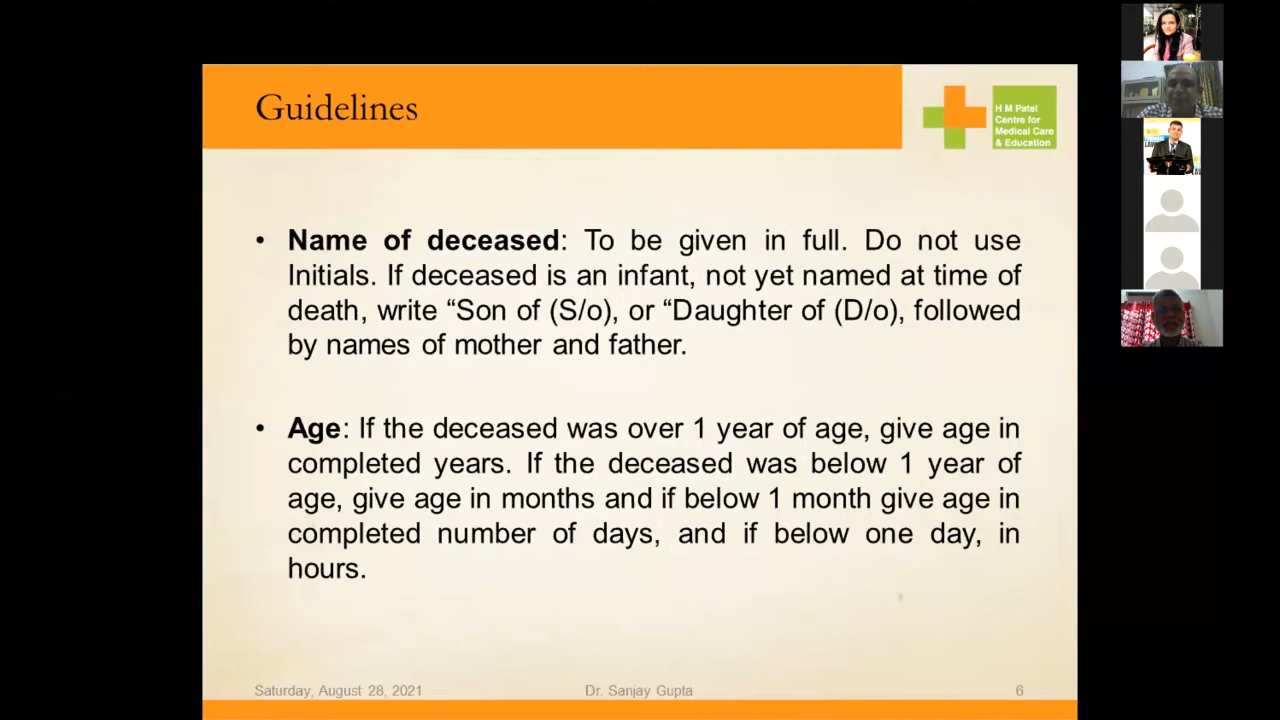 Guidelines
H M Patel
Centre for
Medical Care
& Education
• Name of deceased: To be given in full. Do not use
Initials. If deceased is an infant, not yet named at time of
death, write “Son of (S/o), or “Daughter of (D/o), followed
by names of mother and father.
• Age: If the deceased was over 1 year of age, give age in
completed years. If the deceased was below 1 year of
age, give age in months and if below 1 month give age in
completed number of days, and if below one day, in
hours.
Saturday, August 28, 2021
Dr. Sanjay Gupta
6